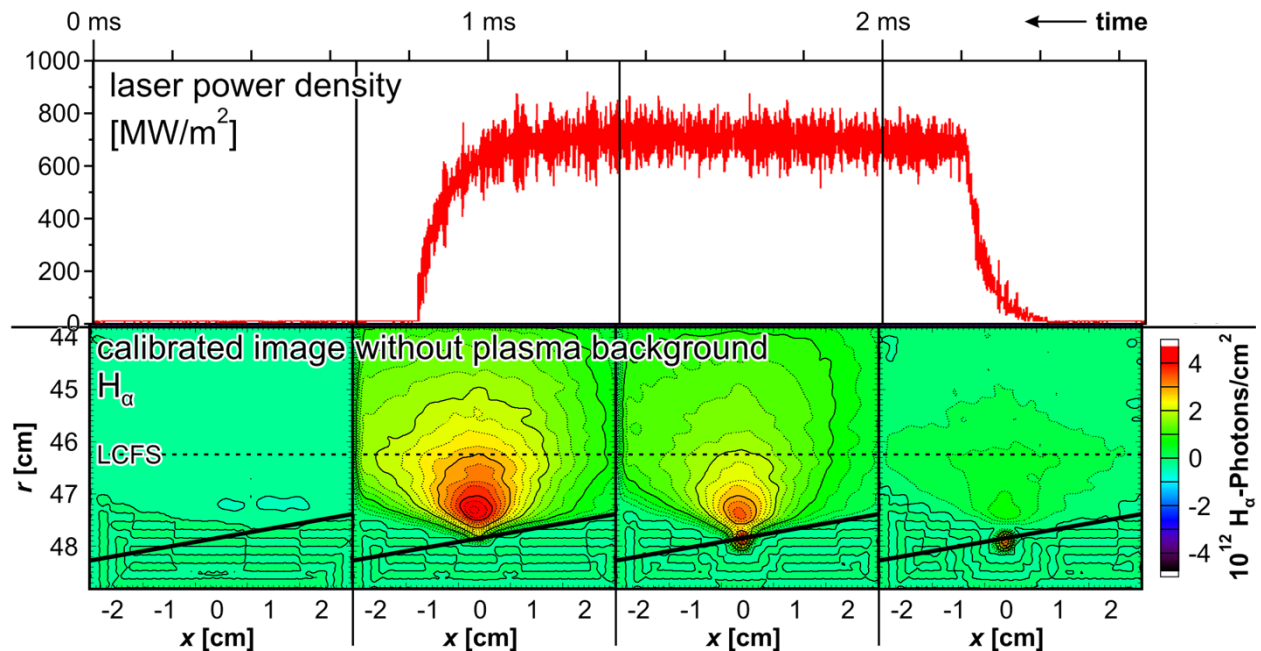 0 ms 1 ms 2 ms ← time
1000
800
600
400
200
0
laser power density
[MW/m²]
calibrated image without plasma background
Hα
LCFS
44
45
46
47
48
r [cm]
-2 -1 0 1 2 -2 -1 0 1 2 -2 -1 0 1 2 -2 -1 0 1 2
x [cm] x [cm] x [cm] x [cm]
4
2
0
-2
-4
10¹² Hα-Photons/cm²